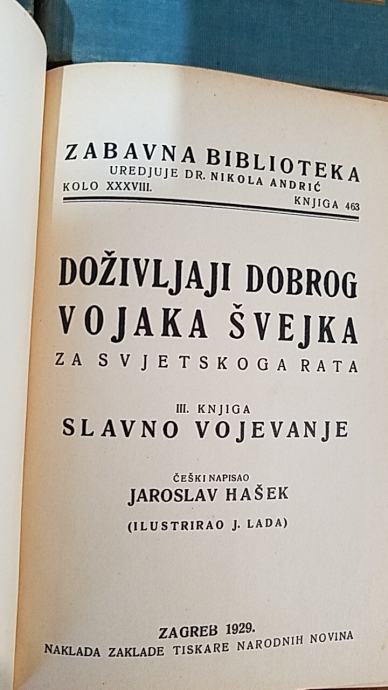 ZABAVNA BIBLIOTEKA
UREDJUJE DR. NIKOLA ANDRIĆ
KOLO XXXVIII.
KNJIGA 463
DOŽIVLJAJI DOBROG
VOJAKA ŠVEJKA
ZA SVJETSKOGA RATA
III. KNJIGA
SLAVNO VOJEVANJE
ČEŠKI NAPISAO
JAROSLAV HAŠEK
(ILUSTRIRAO J. LADA)
ZAGREB 1929.
NAKLADA ZAKLADE TISKARE NARODNIH NOVINA